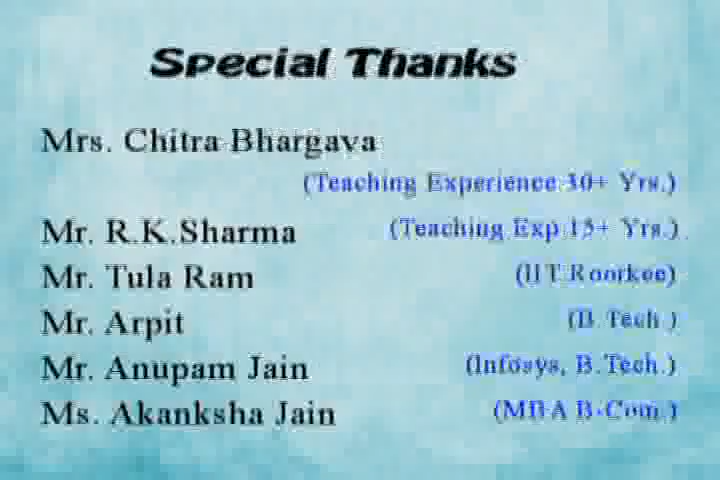 Special Thanks
Mrs. Chitra Bhargava
(Teaching Experience 30+ Yrs.)
Mr. R.K.Sharma (Teaching Exp 15+ Yrs.)
Mr. Tula Ram (IIT Roorkee)
Mr. Arpit (B.Tech.)
Mr. Anupam Jain (Infosys, B.Tech.)
Ms. Akanksha Jain (MBA B-Com.)